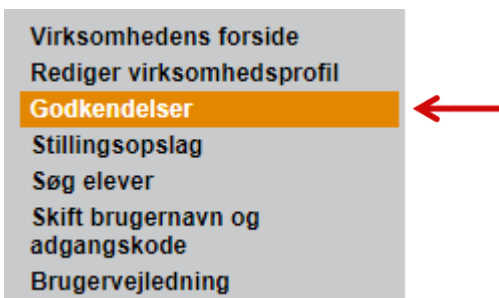 Virksomhedens forside
Rediger virksomhedsprofil
Godkendelser
Stillingsopslag
Søg elever
Skift brugernavn og
adgangskode
Brugervejledning